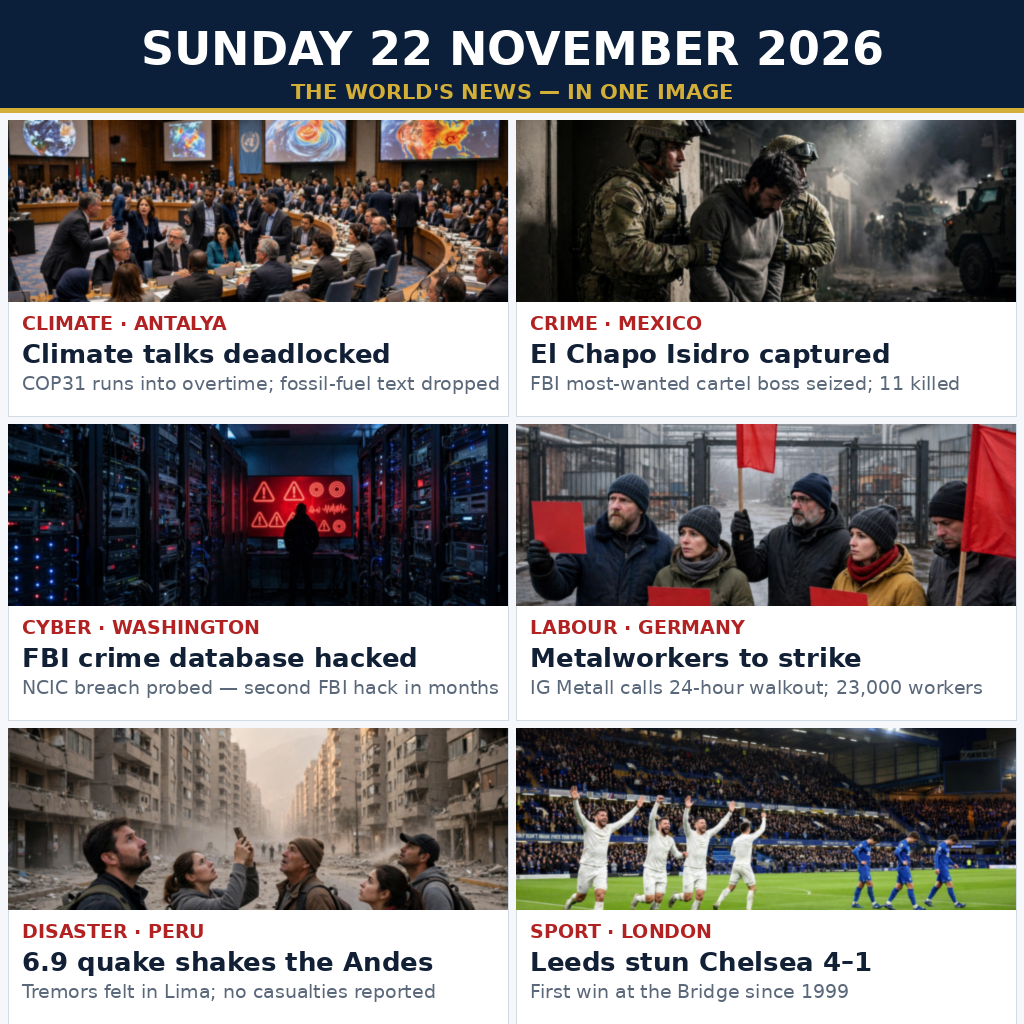 SUNDAY 22 NOVEMBER 2026
THE WORLD'S NEWS — IN ONE IMAGE
CLIMATE · ANTALYA
Climate talks deadlocked
COP31 runs into overtime; fossil-fuel text dropped
CRIME · MEXICO
El Chapo Isidro captured
FBI most-wanted cartel boss seized; 11 killed
CYBER · WASHINGTON
FBI crime database hacked
NCIC breach probed — second FBI hack in months
LABOUR · GERMANY
Metalworkers to strike
IG Metall calls 24-hour walkout; 23,000 workers
DISASTER · PERU
6.9 quake shakes the Andes
Tremors felt in Lima; no casualties reported
SPORT · LONDON
Leeds stun Chelsea 4–1
First win at the Bridge since 1999